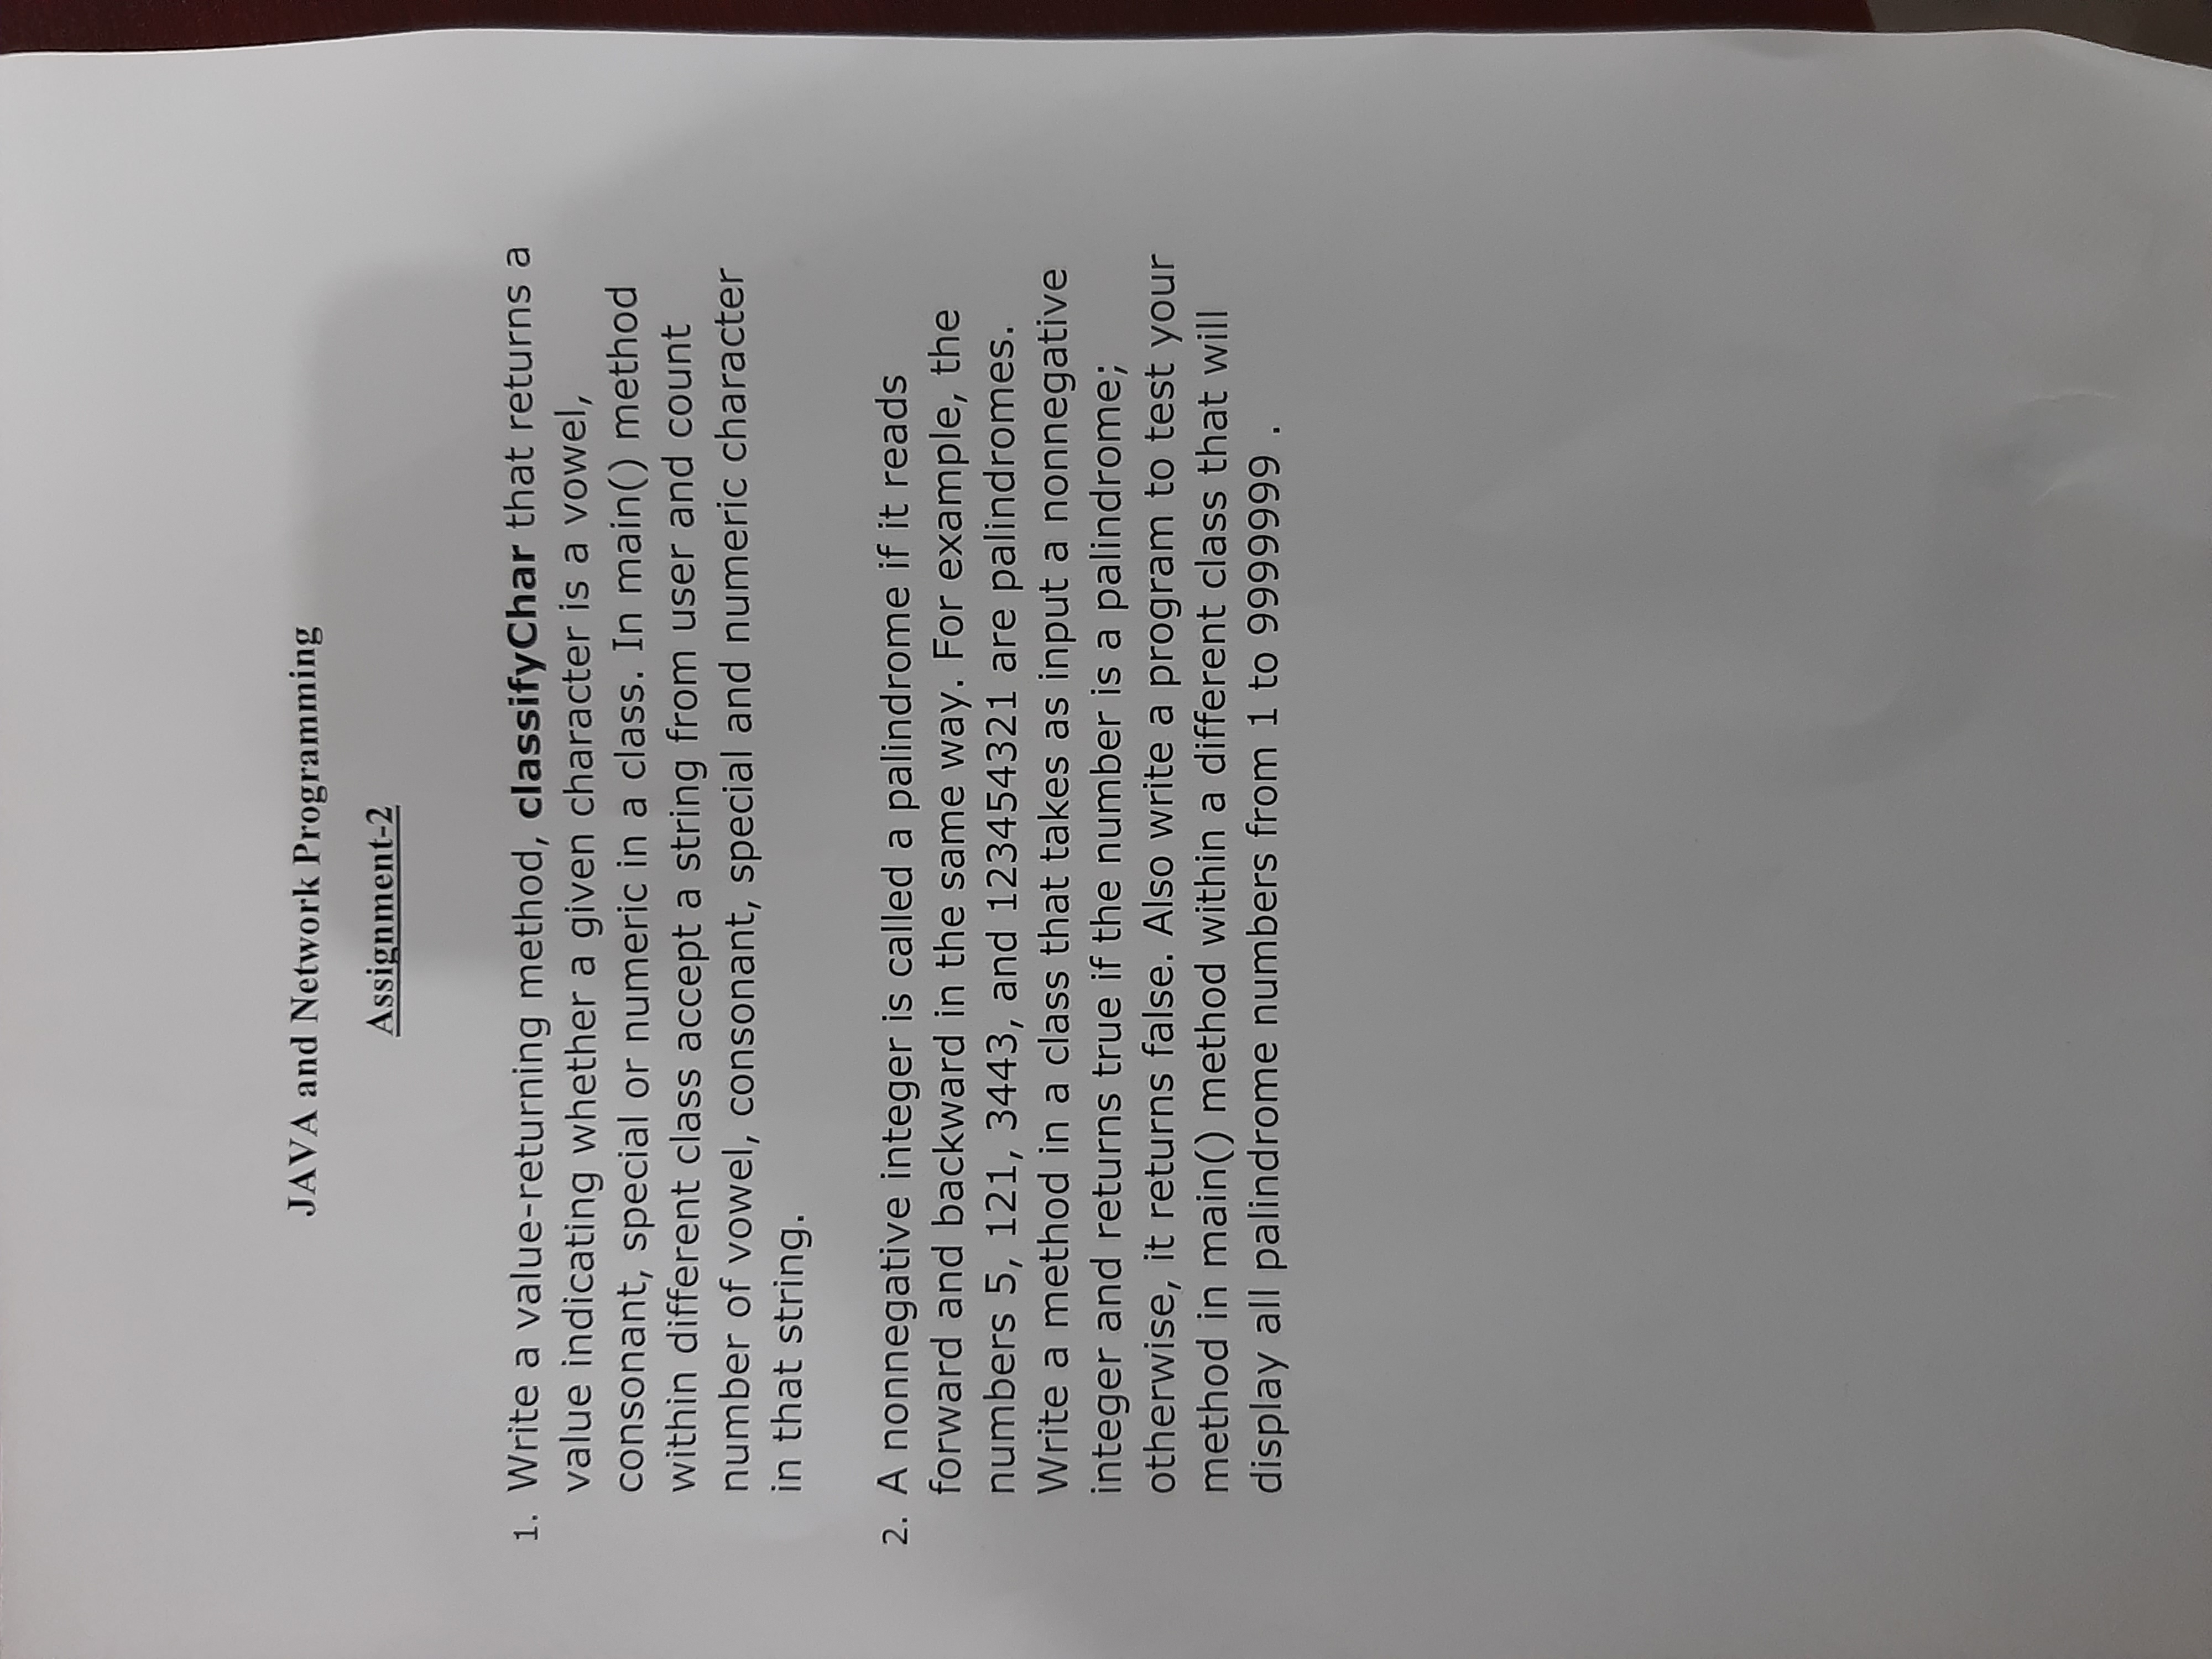 JAVA and Network Programming
Assignment-2
1. Write a value-returning method, classifyChar that returns a
value indicating whether a given character is a vowel,
consonant, special or numeric in a class. In main() method
within different class accept a string from user and count
number of vowel, consonant, special and numeric character
in that string.
2. A nonnegative integer is called a palindrome if it reads
forward and backward in the same way. For example, the
numbers 5, 121, 3443, and 123454321 are palindromes.
Write a method in a class that takes as input a nonnegative
integer and returns true if the number is a palindrome;
otherwise, it returns false. Also write a program to test your
method in main() method within a different class that will
display all palindrome numbers from 1 to 9999999 .